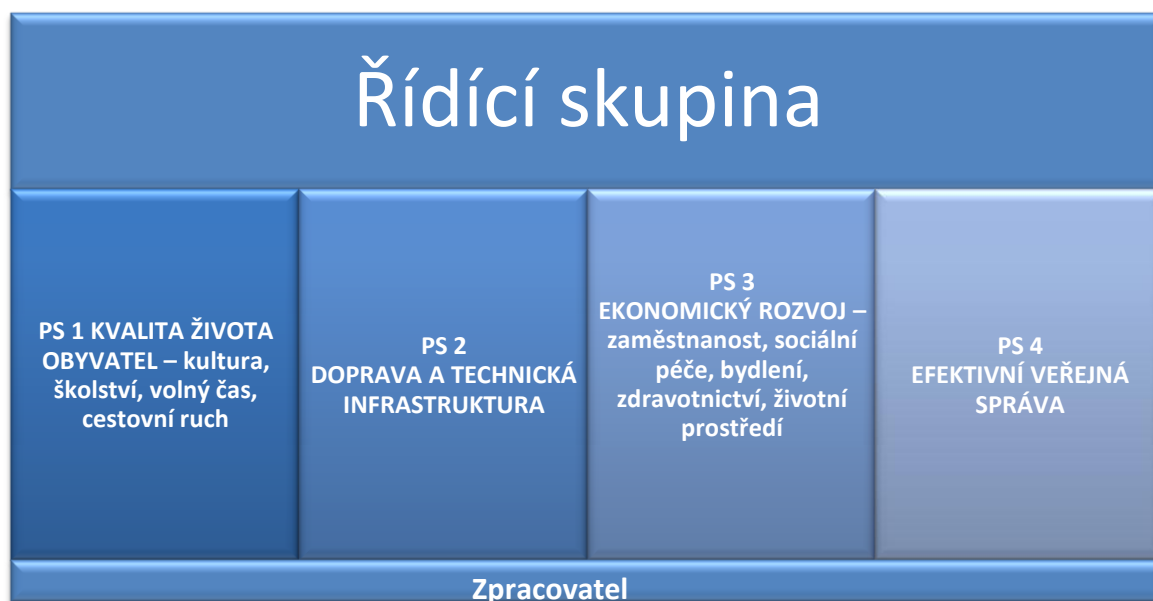 Řídící skupina
PS 1 KVALITA ŽIVOTA
OBYVATEL – kultura,
školství, volný čas,
cestovní ruch
PS 2
DOPRAVA A TECHNICKÁ
INFRASTRUKTURA
PS 3
EKONOMICKÝ ROZVOJ –
zaměstnanost, sociální
péče, bydlení,
zdravotnictví, životní
prostředí
PS 4
EFEKTIVNÍ VEŘEJNÁ
SPRÁVA
Zpracovatel